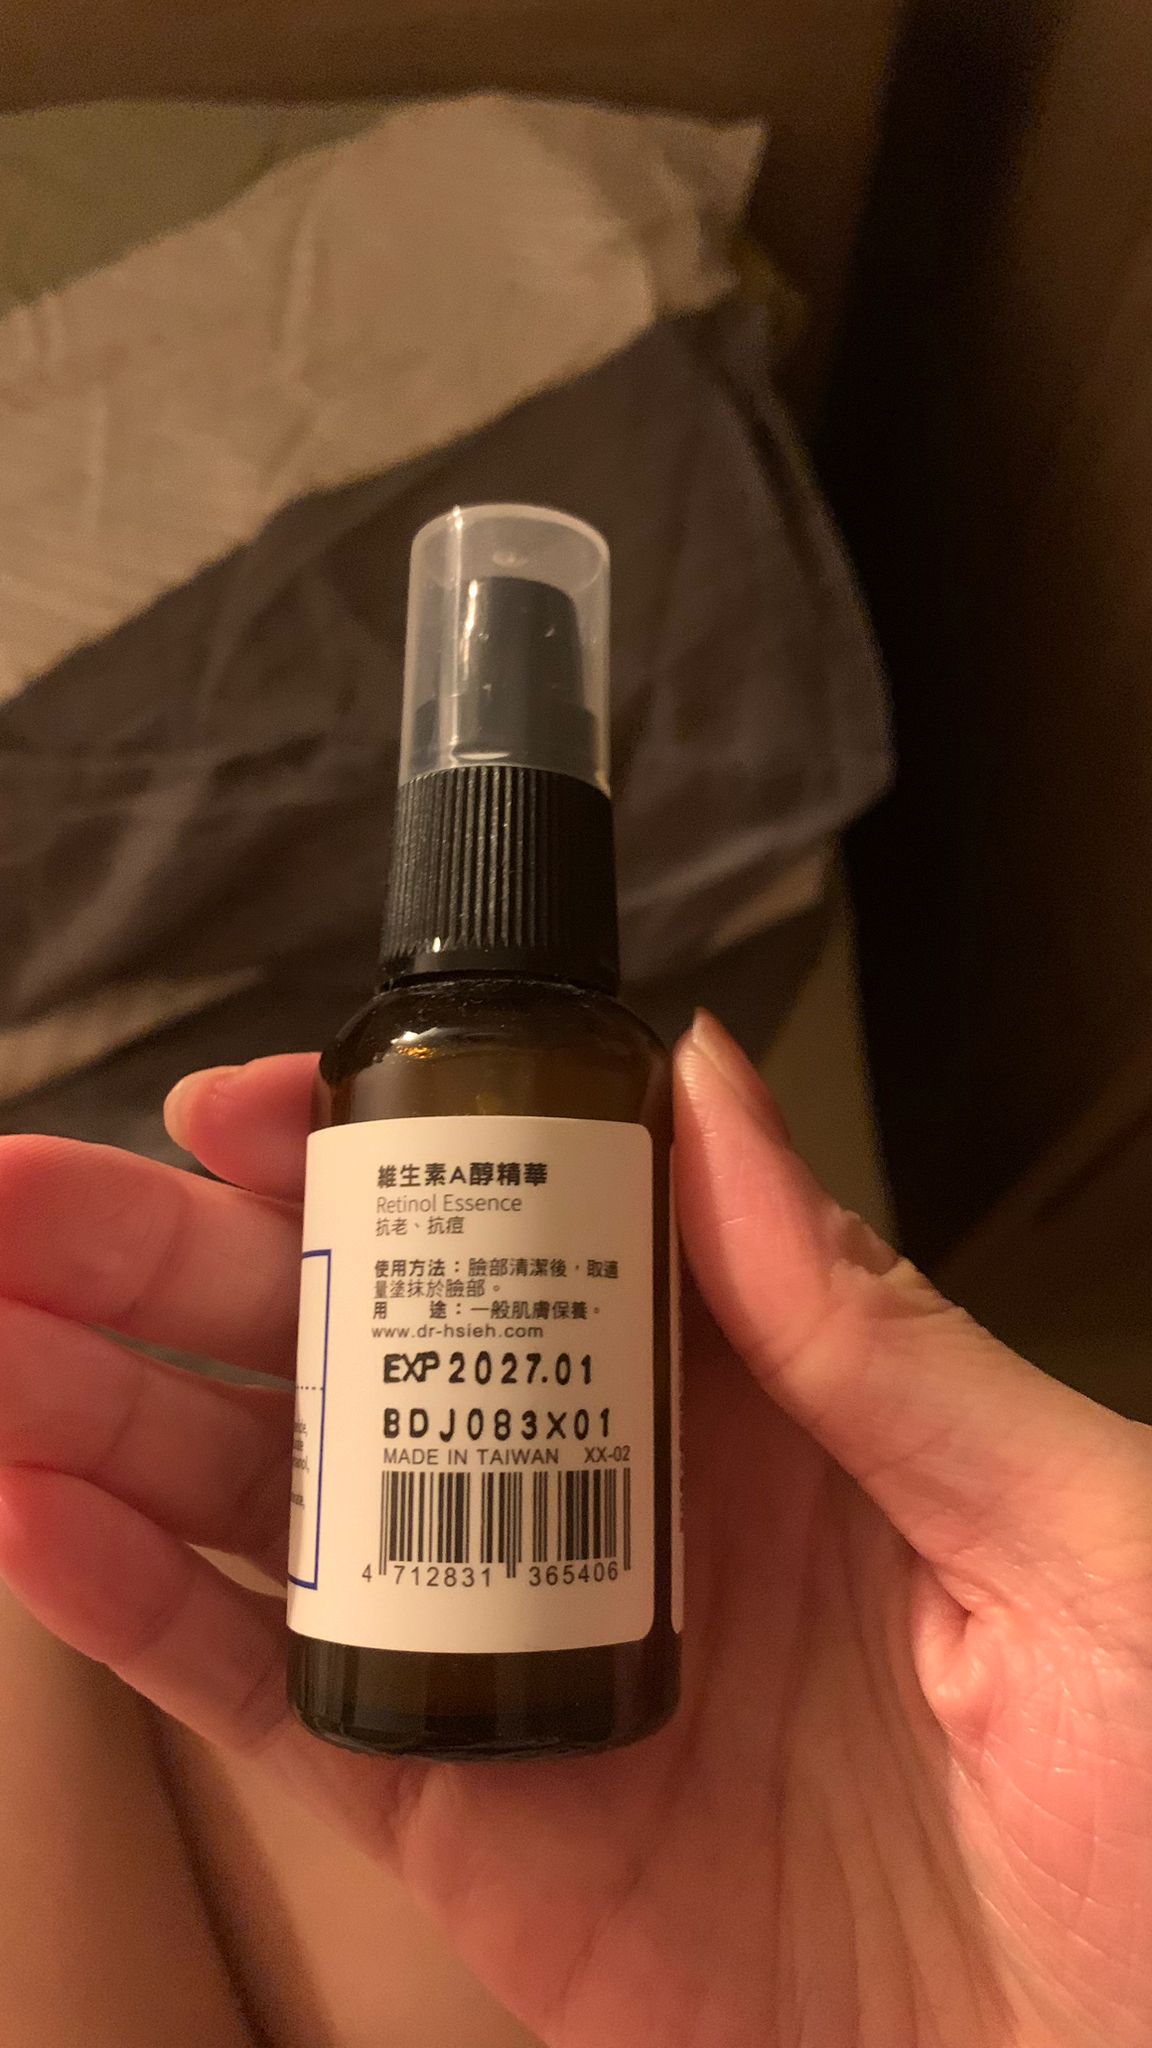 維生素A醇精華
Retinol Essence
抗老、抗痘
使用方法：臉部清潔後，取適
量塗抹於臉部。
用 途：一般肌膚保養。
www.dr-hsieh.com
EXP 2027.01
BDJ083X01
MADE IN TAIWAN XX-02
4 712831 365406